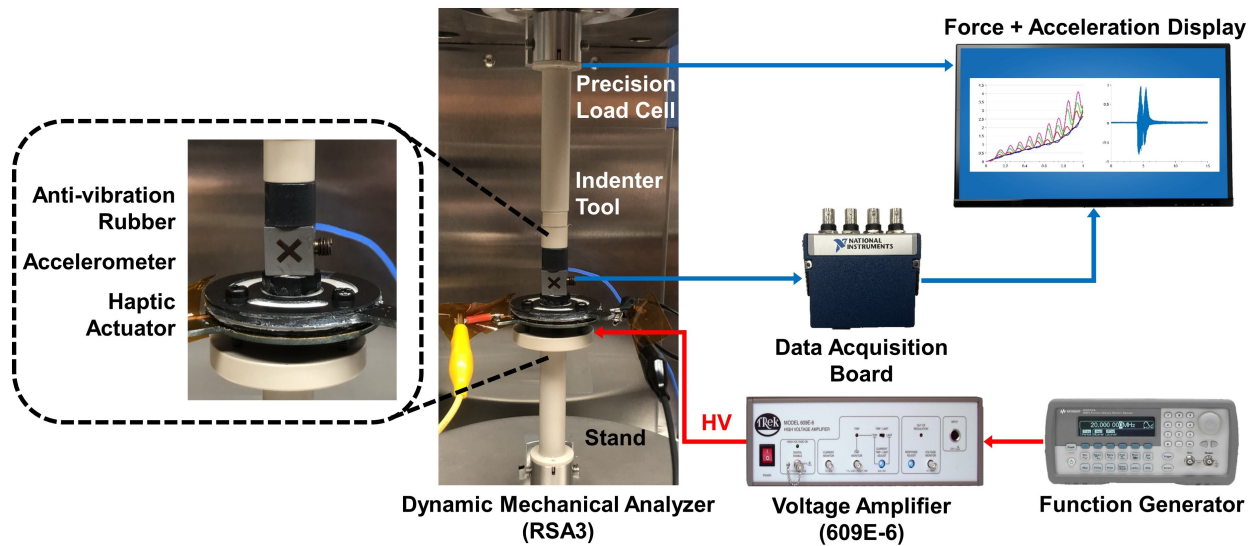 Force + Acceleration Display
Precision
Load Cell
Anti-vibration
Rubber
Accelerometer
Haptic
Actuator
Indenter
Tool
NATIONAL
INSTRUMENTS
Data Acquisition
Board
HV
Stand
TREK
MODEL 609E-6
HIGH VOLTAGE AMPLIFIER
20.000 00 MHz
Dynamic Mechanical Analyzer
(RSA3)
Voltage Amplifier
(609E-6)
Function Generator